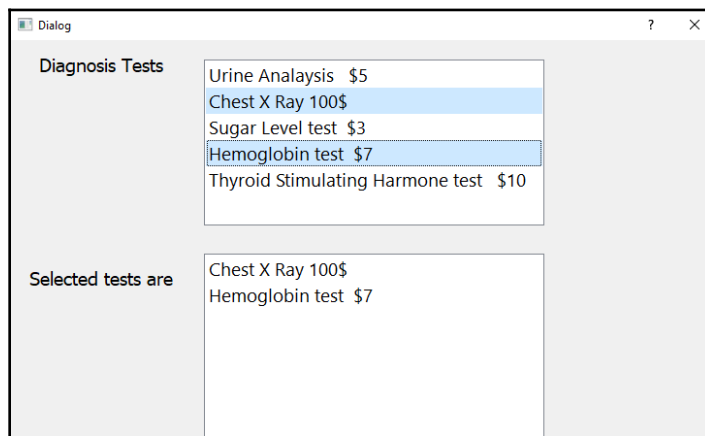 Dialog ?
Diagnosis Tests
Urine Analaysis $5
Chest X Ray 100$
Sugar Level test $3
Hemoglobin test $7
Thyroid Stimulating Harmone test $10
Selected tests are
Chest X Ray 100$
Hemoglobin test $7